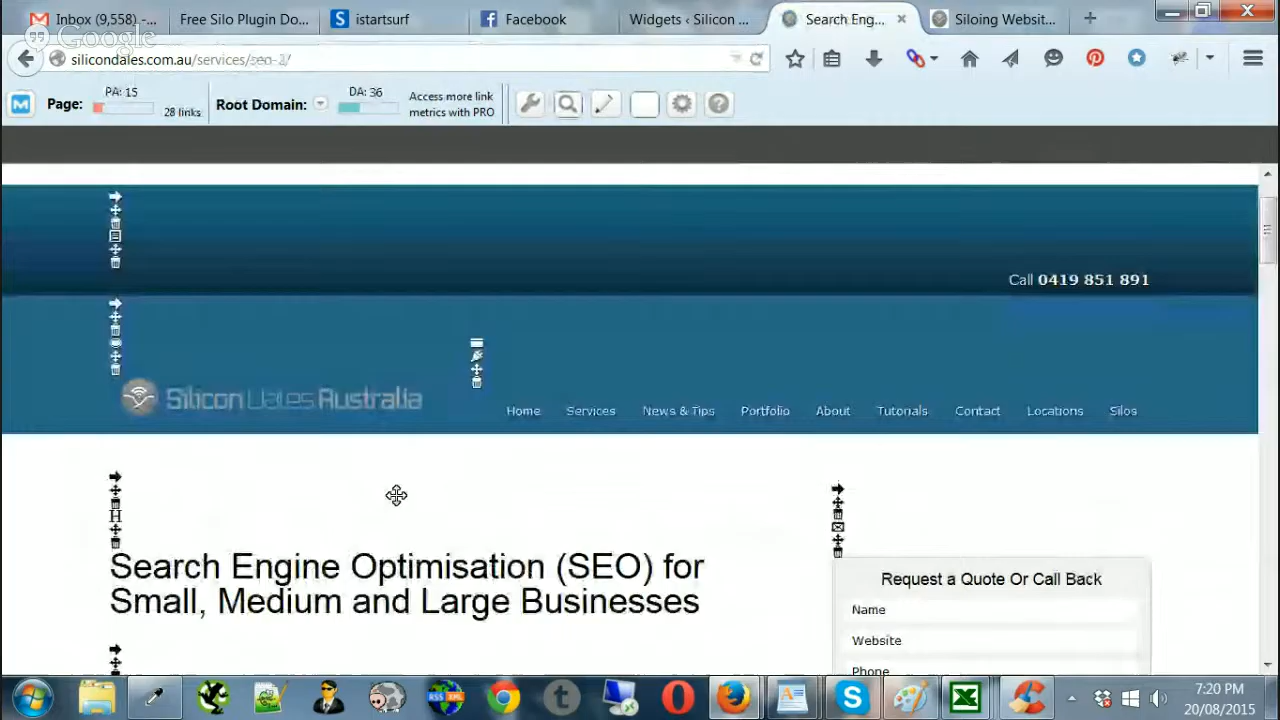 Inbox (9,558) -...
Free Silo Plugin Do...
istartsurf
Facebook
Widgets ‹ Silicon ...
Search Eng...
Siloing Website...
Google
silicondales.com.au/services/seo-2/
Page:
PA: 15
28 links
Root Domain:
DA: 36
Access more link
metrics with PRO
Call 0419 851 891
Silicon Dales Australia
Home
Services
News & Tips
Portfolio
About
Tutorials
Contact
Locations
Silos
Search Engine Optimisation (SEO) for
Small, Medium and Large Businesses
Request a Quote Or Call Back
Name
Website
Phone
7:20 PM
20/08/2015